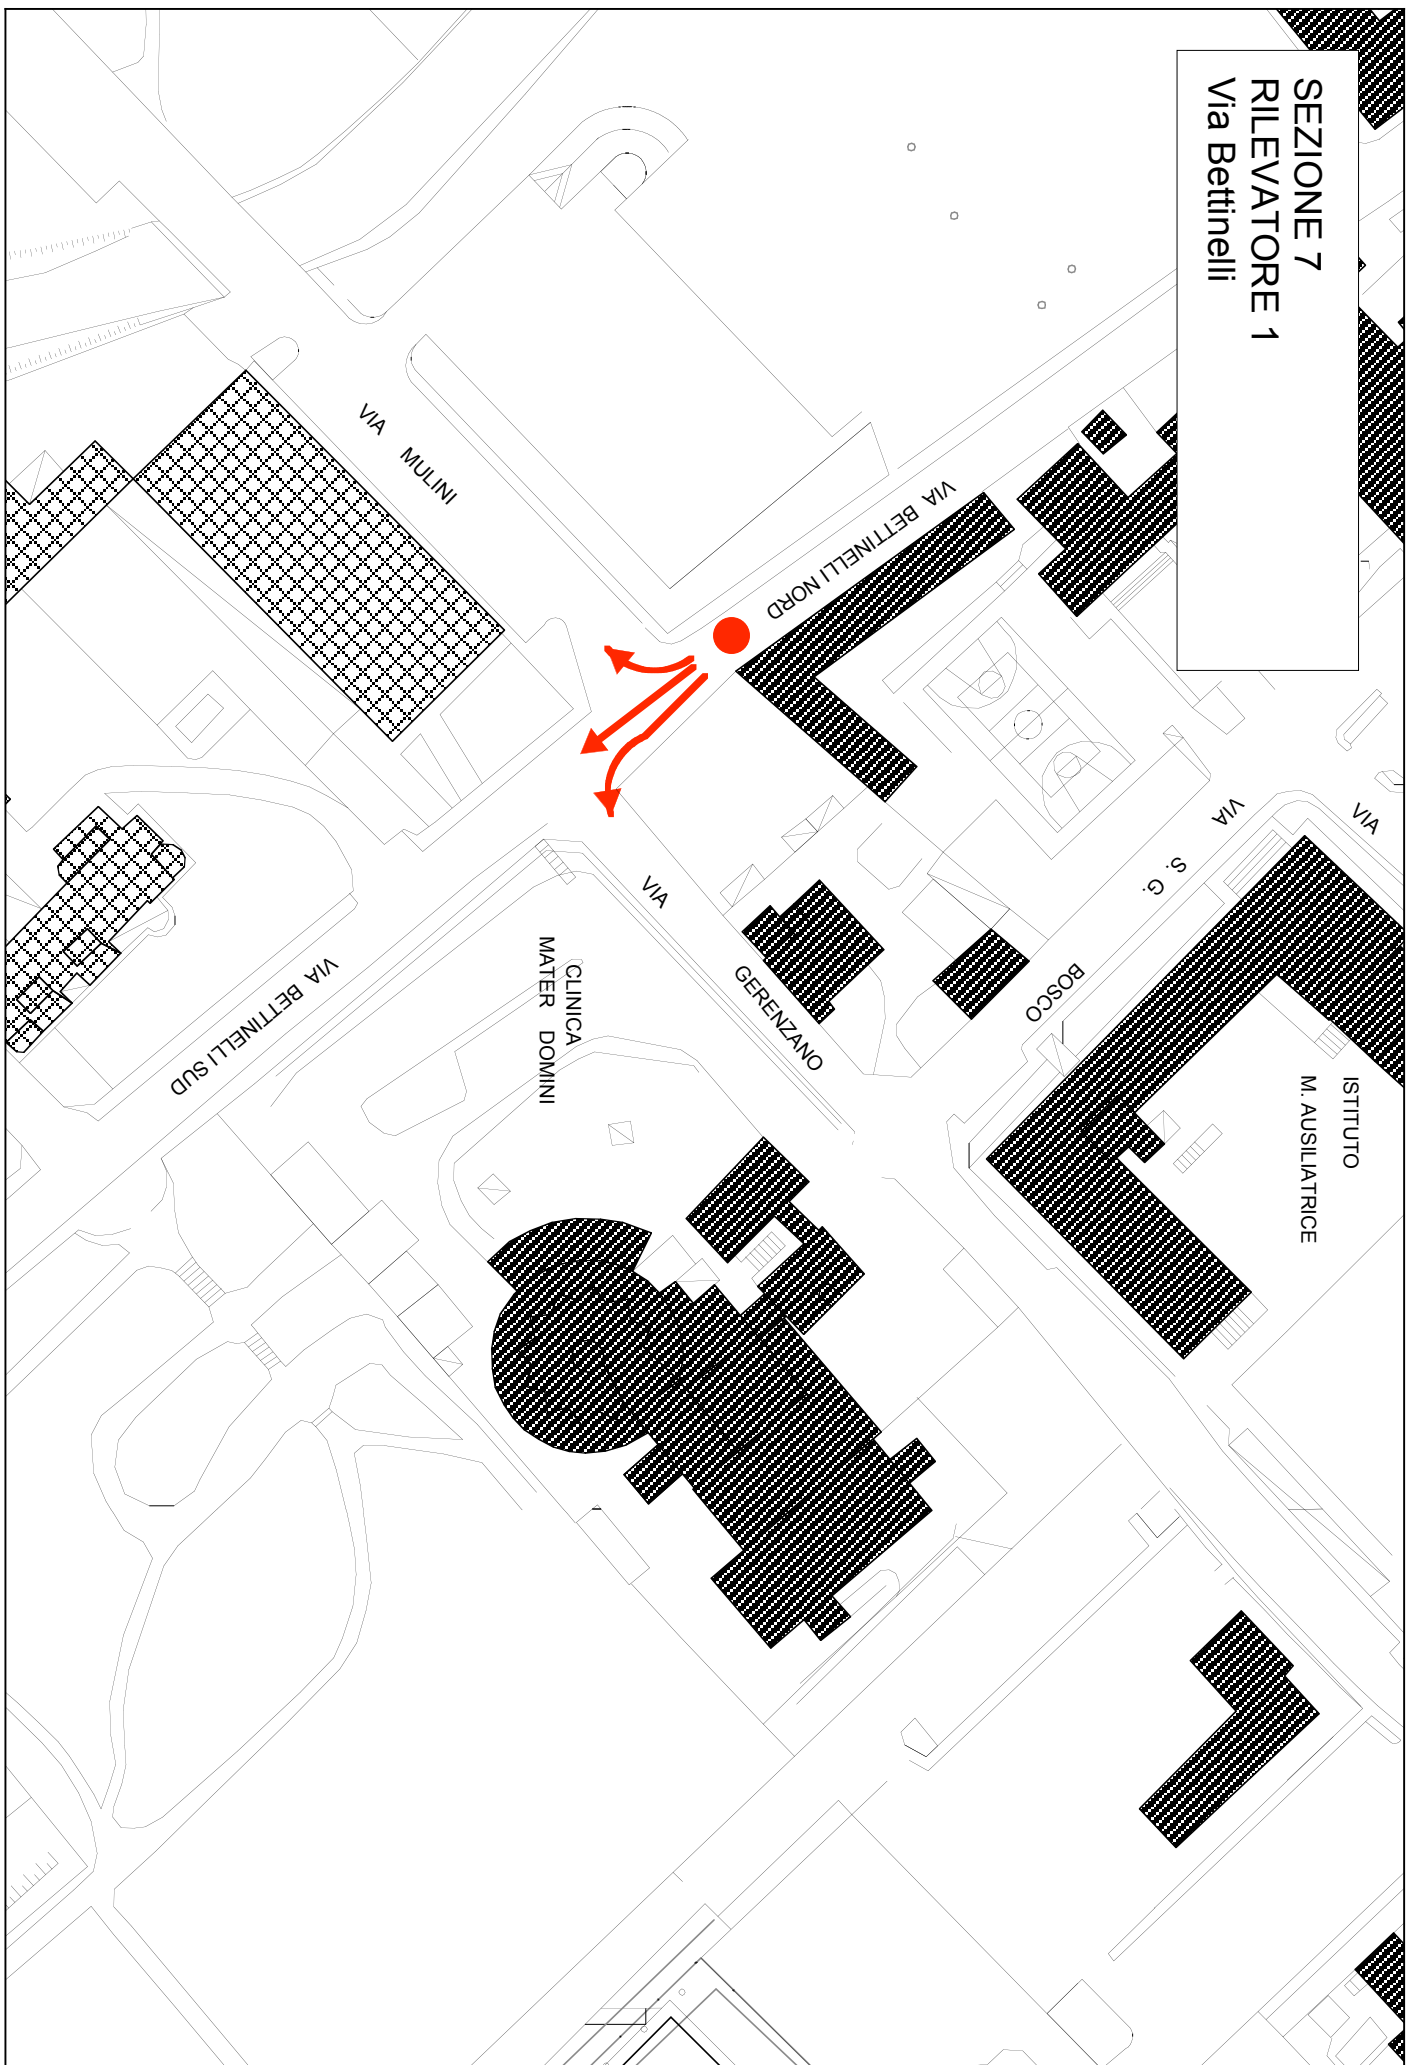 SEZIONE 7
RILEVATORE 1
Via Bettinelli
VIA MULINI
VIA BETTINELLI NORD
VIA
VIA
S. G.
BOSCO
VIA
GERENZANO
CLINICA
MATER DOMINI
VIA BETTINELLI SUD
ISTITUTO
M. AUSILIATRICE